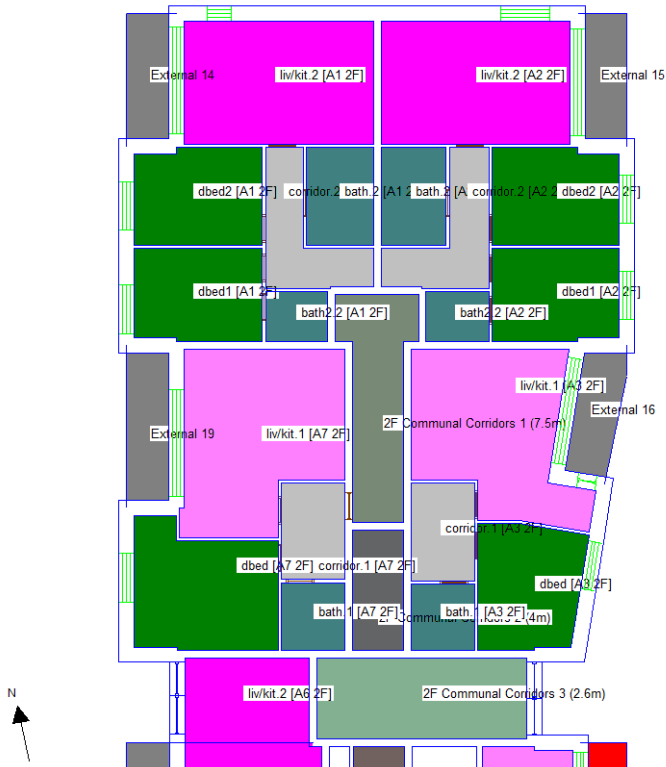 External 14
liv/kit.2 [A1 2F]
liv/kit.2 [A2 2F]
External 15
dbed2 [A1 2F]
corridor.2
bath.2 [A1 2
bath.2 [A
corridor.2 [A2 2
dbed2 [A2 2F]
dbed1 [A1 2F]
dbed1 [A2 2F]
bath2.2 [A1 2F]
bath2.2 [A2 2F]
liv/kit.1 [A3 2F]
External 16
External 19
liv/kit.1 [A7 2F]
2F Communal Corridors 1 (7.5m)
corridor.1 [A3 2F]
dbed [A7 2F]
corridor.1 [A7 2F]
dbed [A3 2F]
bath.1 [A7 2F]
bath.1 [A3 2F]
2F Communal Corridors 2 (4m)
N
liv/kit.2 [A6 2F]
2F Communal Corridors 3 (2.6m)